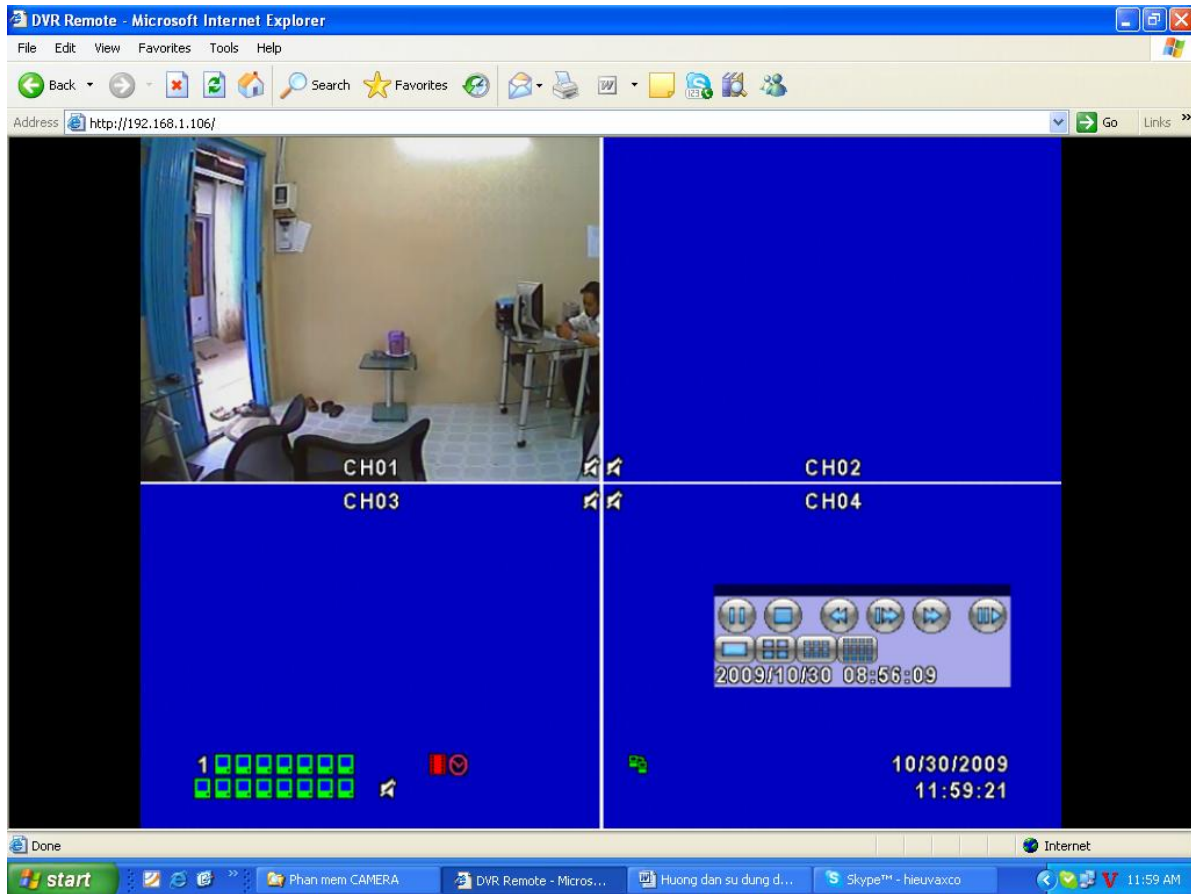 DVR Remote - Microsoft Internet Explorer
File Edit View Favorites Tools Help
Back Search Favorites
Address http://192.168.1.106/ Go Links »
CH01 CH02
CH03 CH04
2009/10/30 08:56:09
1
10/30/2009
11:59:21
Done Internet
start » Phan mem CAMERA DVR Remote - Micros... Huong dan su dung d... Skype™ - hieuvaxco V 11:59 AM